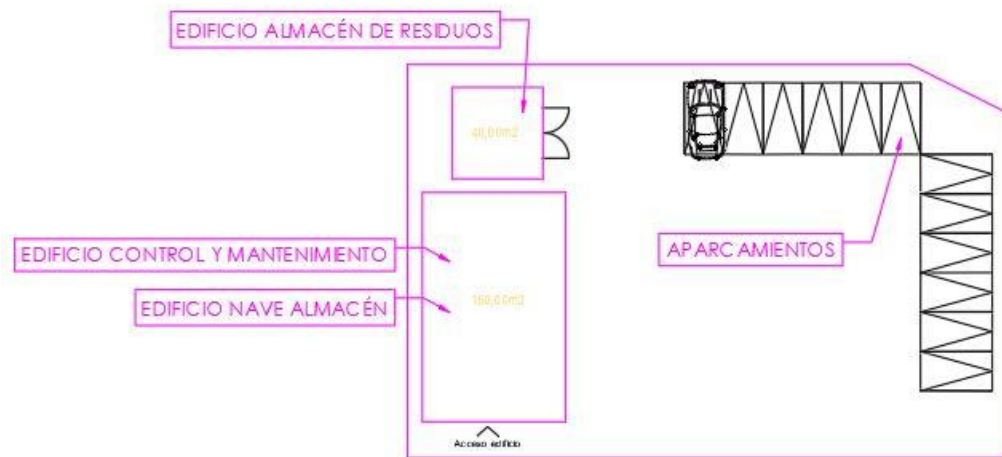 EDIFICIO ALMACÉN DE RESIDUOS
40,00m2
EDIFICIO CONTROL Y MANTENIMIENTO
APARCAMIENTOS
EDIFICIO NAVE ALMACÉN
160,00m2
Acceso edificio